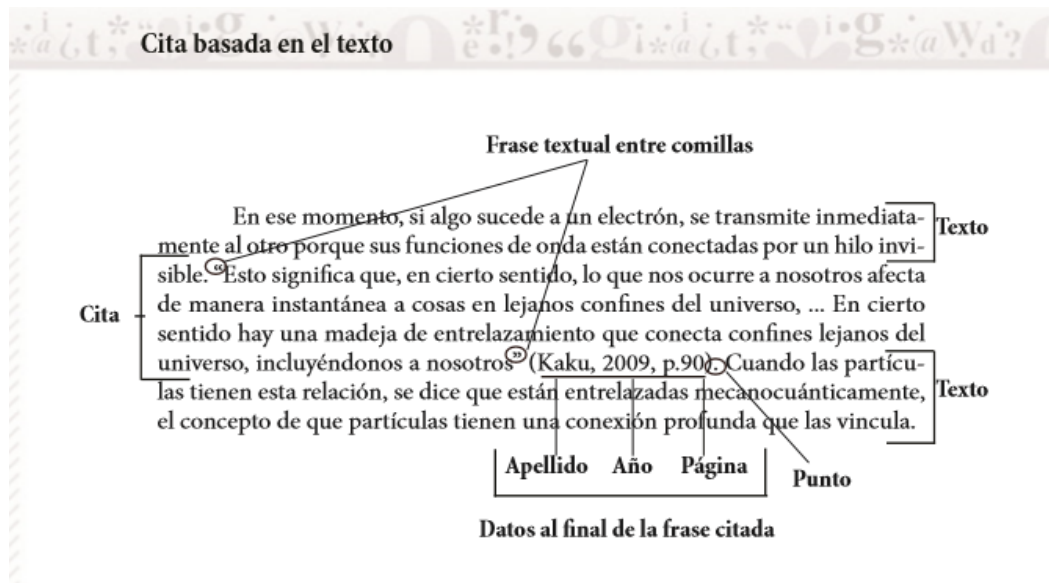 Cita basada en el texto
Frase textual entre comillas
En ese momento, si algo sucede a un electrón, se transmite inmediata-
mente al otro porque sus funciones de onda están conectadas por un hilo invi-
sible. “Esto significa que, en cierto sentido, lo que nos ocurre a nosotros afecta
de manera instantánea a cosas en lejanos confines del universo, ... En cierto
sentido hay una madeja de entrelazamiento que conecta confines lejanos del
universo, incluyéndonos a nosotros” (Kaku, 2009, p.90). Cuando las partícu-
las tienen esta relación, se dice que están entrelazadas mecanocuánticamente,
el concepto de que partículas tienen una conexión profunda que las vincula.
Texto
Cita
Texto
Apellido Año Página
Punto
Datos al final de la frase citada